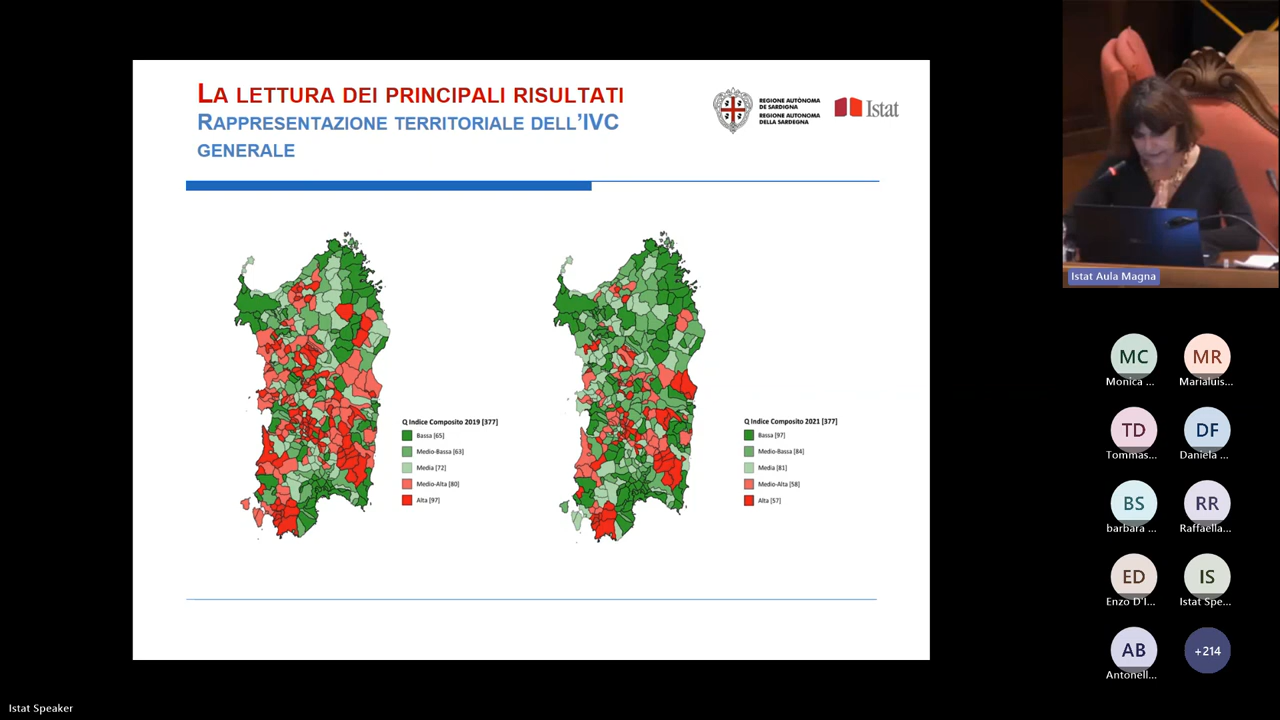 LA LETTURA DEI PRINCIPALI RISULTATI
RAPPRESENTAZIONE TERRITORIALE DELL'IVC
GENERALE
REGIONE AUTÒNOMA
DE SARDIGNA
REGIONE AUTONOMA
DELLA SARDEGNA
Istat
Q Indice Composito 2019 [377]
Bassa [65]
Medio-Bassa [63]
Media [72]
Medio-Alta [80]
Alta [97]
Q Indice Composito 2021 [377]
Bassa [97]
Medio-Bassa [84]
Media [81]
Medio-Alta [58]
Alta [57]
Istat Aula Magna
MC
Monica ...
MR
Marialuis...
TD
Tommas...
DF
Daniela ...
BS
barbara ...
RR
Raffaella...
ED
Enzo D'I...
IS
Istat Spe...
AB
Antonell...
+214
Istat Speaker